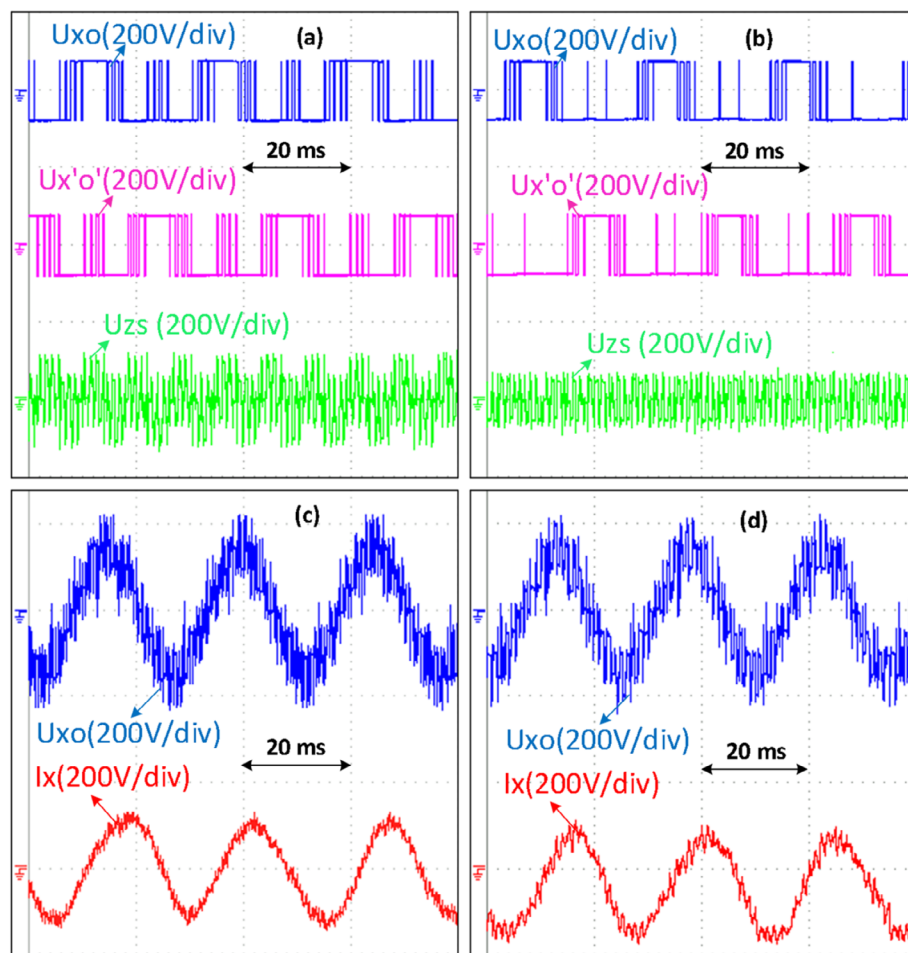 (a)
Uxo(200V/div)
20 ms
Ux'o'(200V/div)
Uzs (200V/div)
(b)
Uxo(200V/div)
20 ms
Ux'o'(200V/div)
Uzs (200V/div)
(c)
Uxo(200V/div)
20 ms
Ix(200V/div)
(d)
Uxo(200V/div)
20 ms
Ix(200V/div)